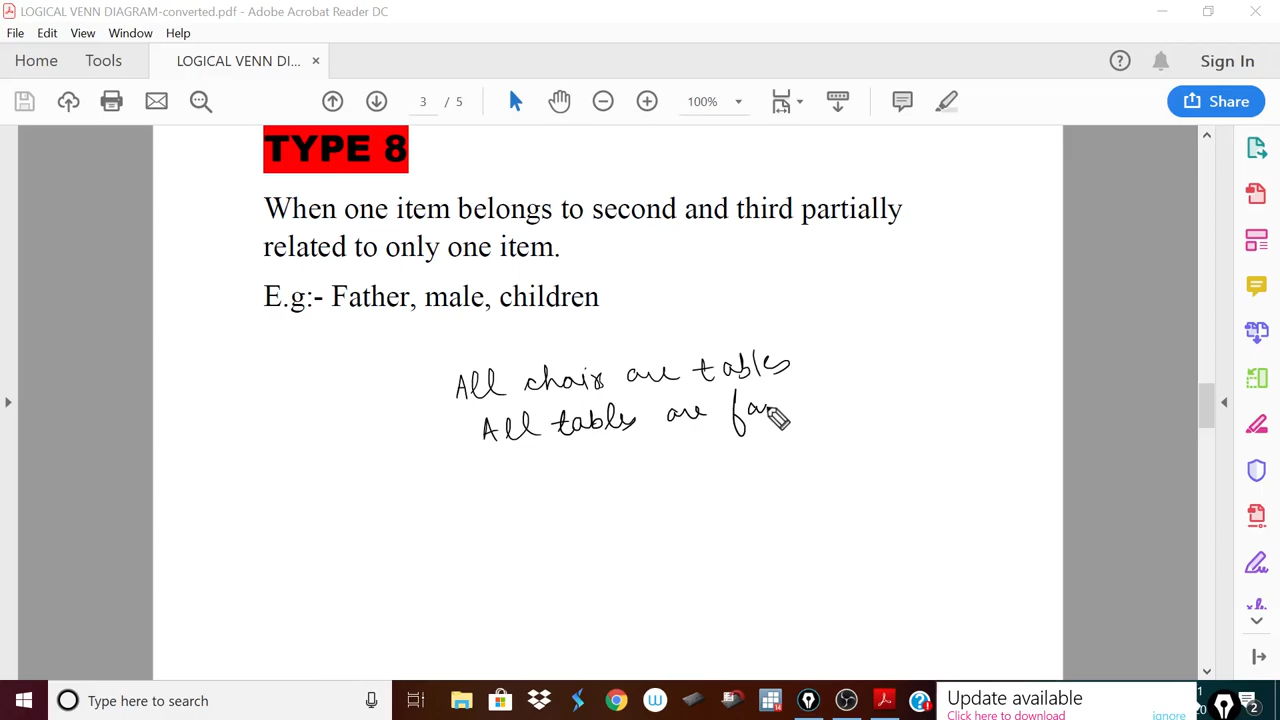 LOGICAL VENN DIAGRAM-converted.pdf - Adobe Acrobat Reader DC
File Edit View Window Help
Home Tools LOGICAL VENN DI... × Sign In
3 / 5 100% Share
TYPE 8
When one item belongs to second and third partially
related to only one item.
E.g:- Father, male, children
All chair are tables
All tables are
Type here to search
Update available
Click here to download ignore
1
20
2